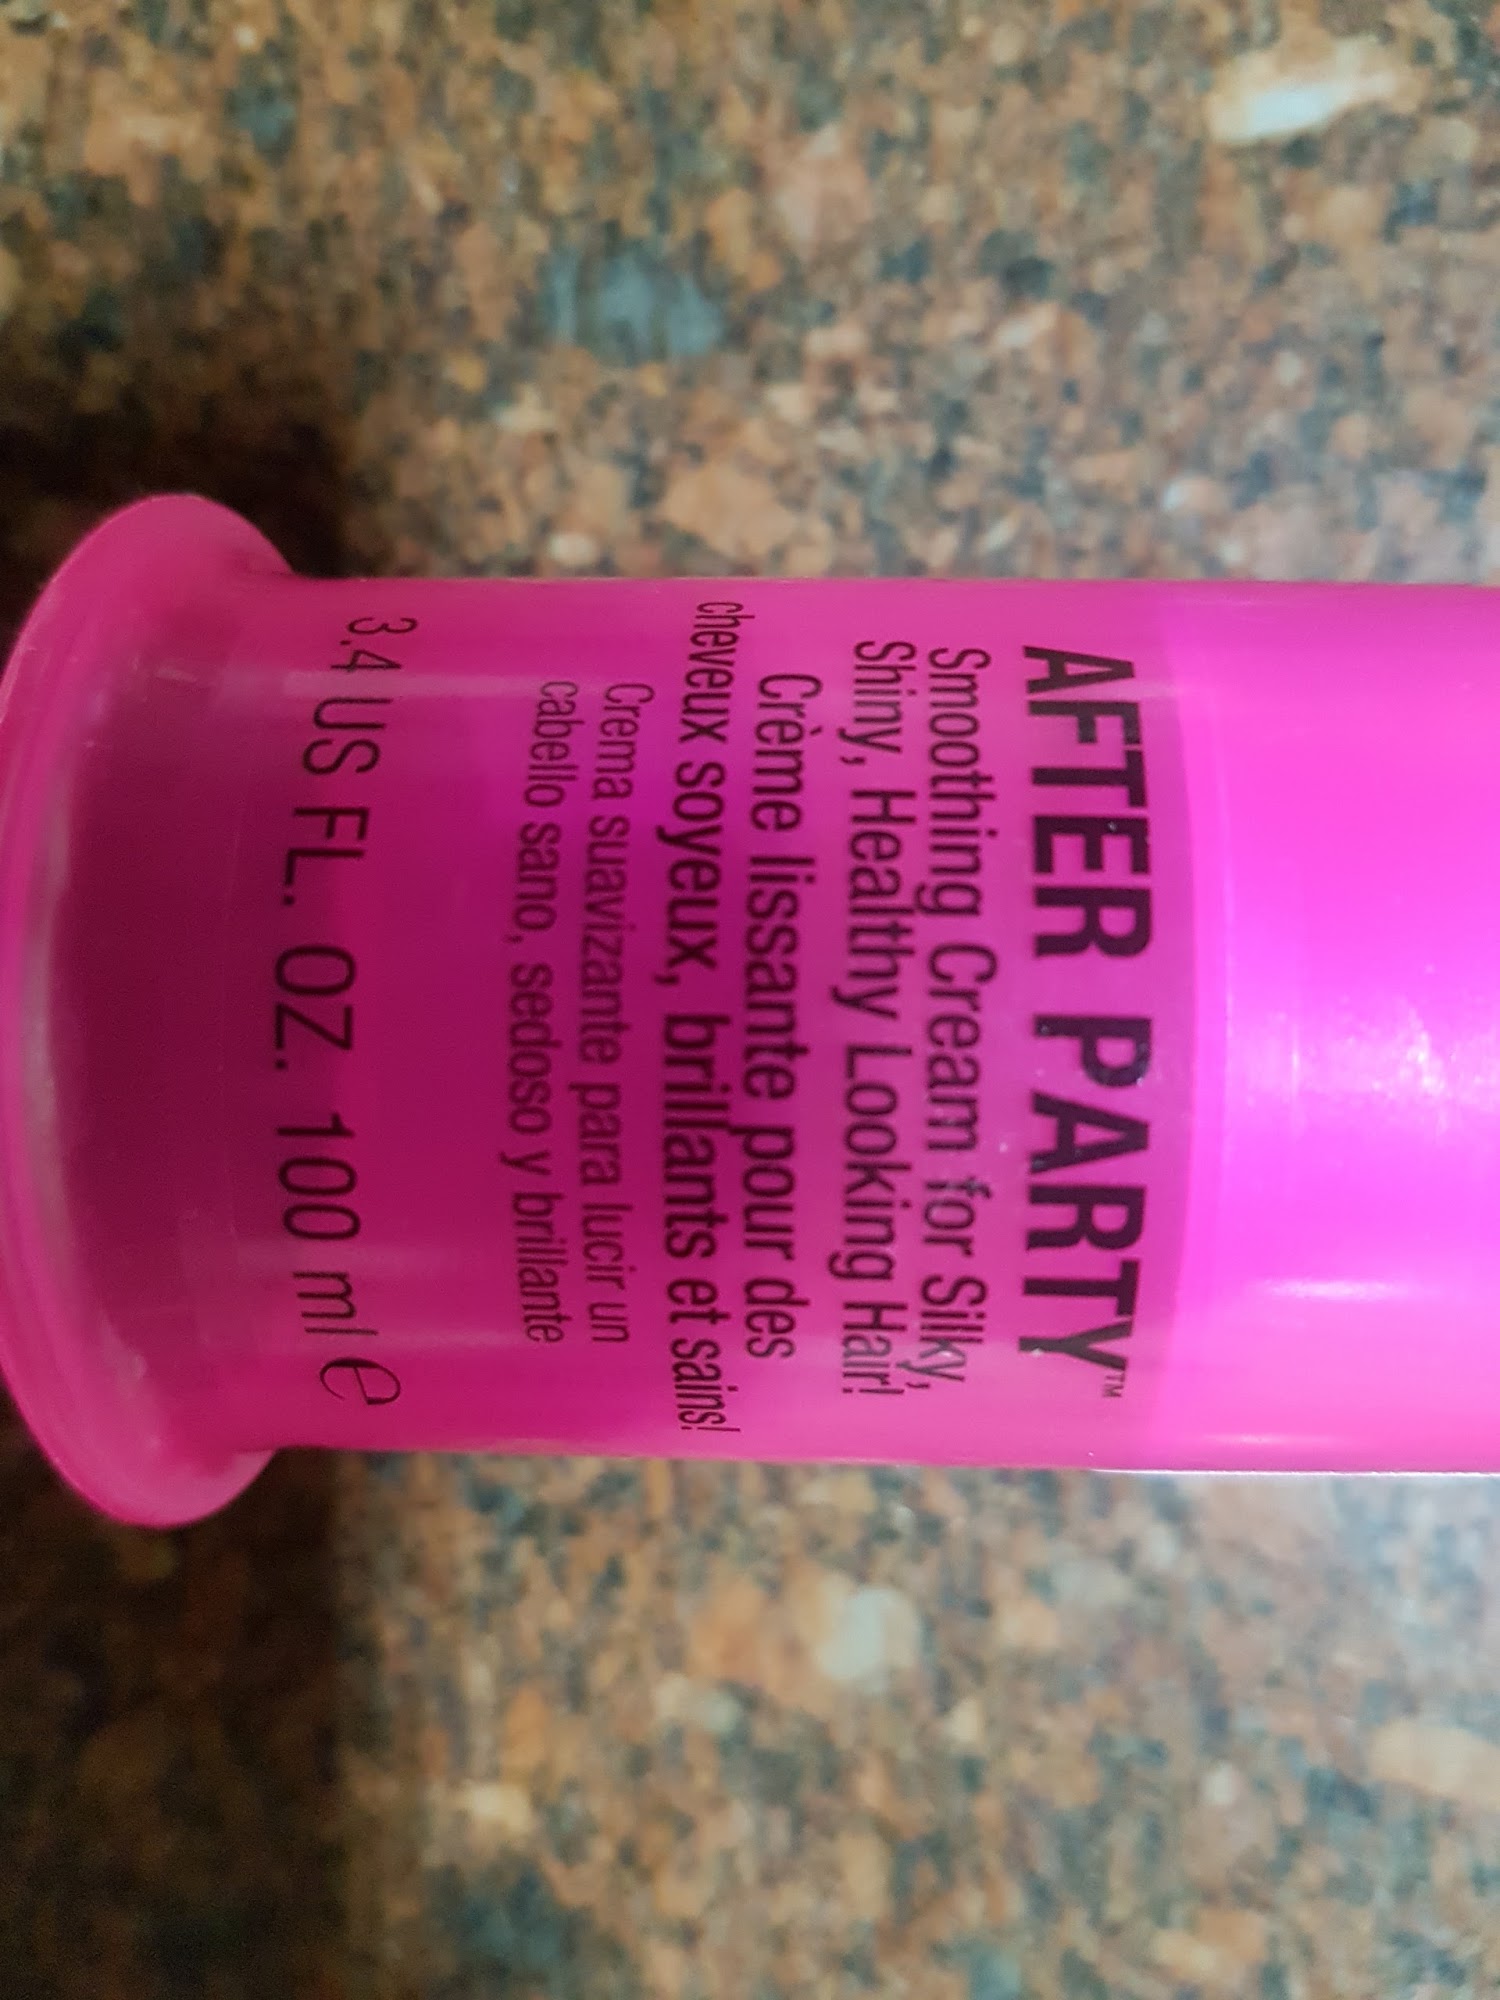 AFTER PARTY™
Smoothing Cream for Silky,
Shiny, Healthy Looking Hair!
Crème lissante pour des
cheveux soyeux, brillants et sains!
Crema suavizante para lucir un
cabello sano, sedoso y brillante
3.4 US FL. OZ. 100 ml ℮